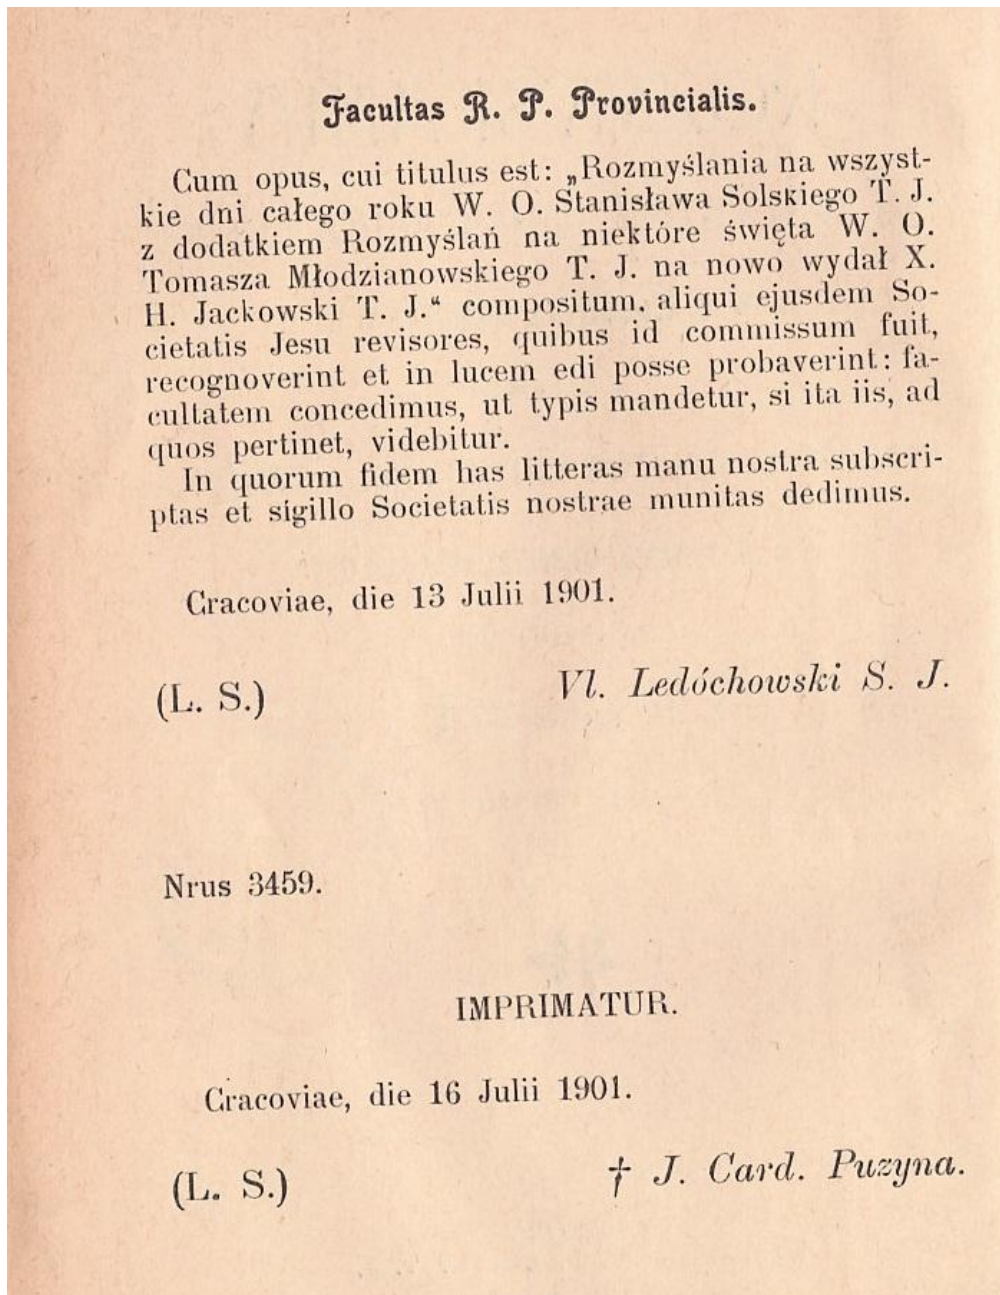 Facultas R. P. Provincialis.
Cum opus, cui titulus est: „Rozmyślania na wszyst-
kie dni całego roku W. O. Stanisława Solskiego T. J.
z dodatkiem Rozmyślań na niektóre święta W. O.
Tomasza Młodzianowskiego T. J. na nowo wydał X.
H. Jackowski T. J.“ compositum, aliqui ejusdem So-
cietatis Jesu revisores, quibus id commissum fuit,
recognoverint et in lucem edi posse probaverint: fa-
cultatem concedimus, ut typis mandetur, si ita iis, ad
quos pertinet, videbitur.
In quorum fidem has litteras manu nostra subscri-
ptas et sigillo Societatis nostrae munitas dedimus.
Cracoviae, die 13 Julii 1901.
(L. S.) Vl. Ledóchowski S. J.
Nrus 3459.
IMPRIMATUR.
Cracoviae, die 16 Julii 1901.
(L. S.) † J. Card. Puzyna.